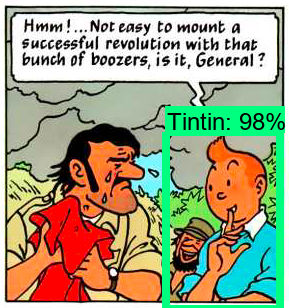 Hmm!...Not easy to mount a
successful revolution with that
bunch of boozers, is it, General?
Tintin: 98%